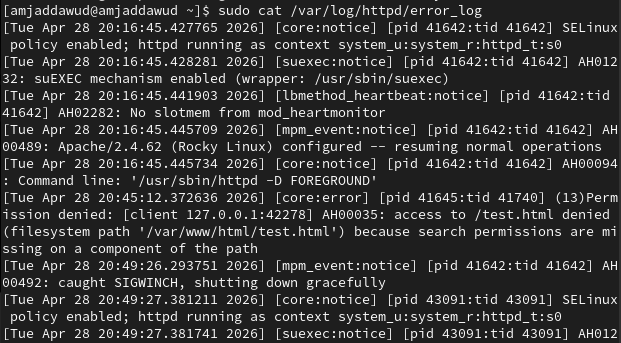 [amjaddawud@amjaddawud ~]$ sudo cat /var/log/httpd/error_log
[Tue Apr 28 20:16:45.427765 2026] [core:notice] [pid 41642:tid 41642] SELinux
 policy enabled; httpd running as context system_u:system_r:httpd_t:s0
[Tue Apr 28 20:16:45.428281 2026] [suexec:notice] [pid 41642:tid 41642] AH012
32: suEXEC mechanism enabled (wrapper: /usr/sbin/suexec)
[Tue Apr 28 20:16:45.441903 2026] [lbmethod_heartbeat:notice] [pid 41642:tid
41642] AH02282: No slotmem from mod_heartmonitor
[Tue Apr 28 20:16:45.445709 2026] [mpm_event:notice] [pid 41642:tid 41642] AH
00489: Apache/2.4.62 (Rocky Linux) configured -- resuming normal operations
[Tue Apr 28 20:16:45.445734 2026] [core:notice] [pid 41642:tid 41642] AH00094
: Command line: '/usr/sbin/httpd -D FOREGROUND'
[Tue Apr 28 20:45:12.372636 2026] [core:error] [pid 41645:tid 41740] (13)Perm
ission denied: [client 127.0.0.1:42278] AH00035: access to /test.html denied
(filesystem path '/var/www/html/test.html') because search permissions are mi
ssing on a component of the path
[Tue Apr 28 20:49:26.293751 2026] [mpm_event:notice] [pid 41642:tid 41642] AH
00492: caught SIGWINCH, shutting down gracefully
[Tue Apr 28 20:49:27.381211 2026] [core:notice] [pid 43091:tid 43091] SELinux
 policy enabled; httpd running as context system_u:system_r:httpd_t:s0
[Tue Apr 28 20:49:27.381741 2026] [suexec:notice] [pid 43091:tid 43091] AH012